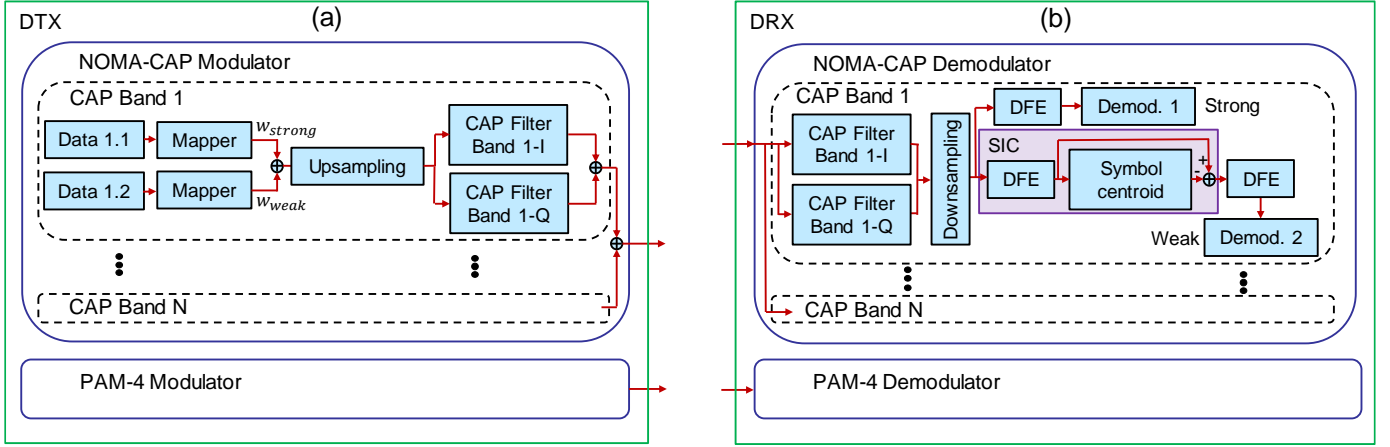 DTX
(a)
NOMA-CAP Modulator
CAP Band 1
Data 1.1
Mapper
w_strong
Data 1.2
Mapper
w_weak
Upsampling
CAP Filter
Band 1-I
CAP Filter
Band 1-Q
CAP Band N
PAM-4 Modulator
DRX
(b)
NOMA-CAP Demodulator
CAP Band 1
CAP Filter
Band 1-I
CAP Filter
Band 1-Q
Downsampling
DFE
Demod. 1
Strong
SIC
DFE
Symbol
centroid
+
-
DFE
Weak
Demod. 2
CAP Band N
PAM-4 Demodulator